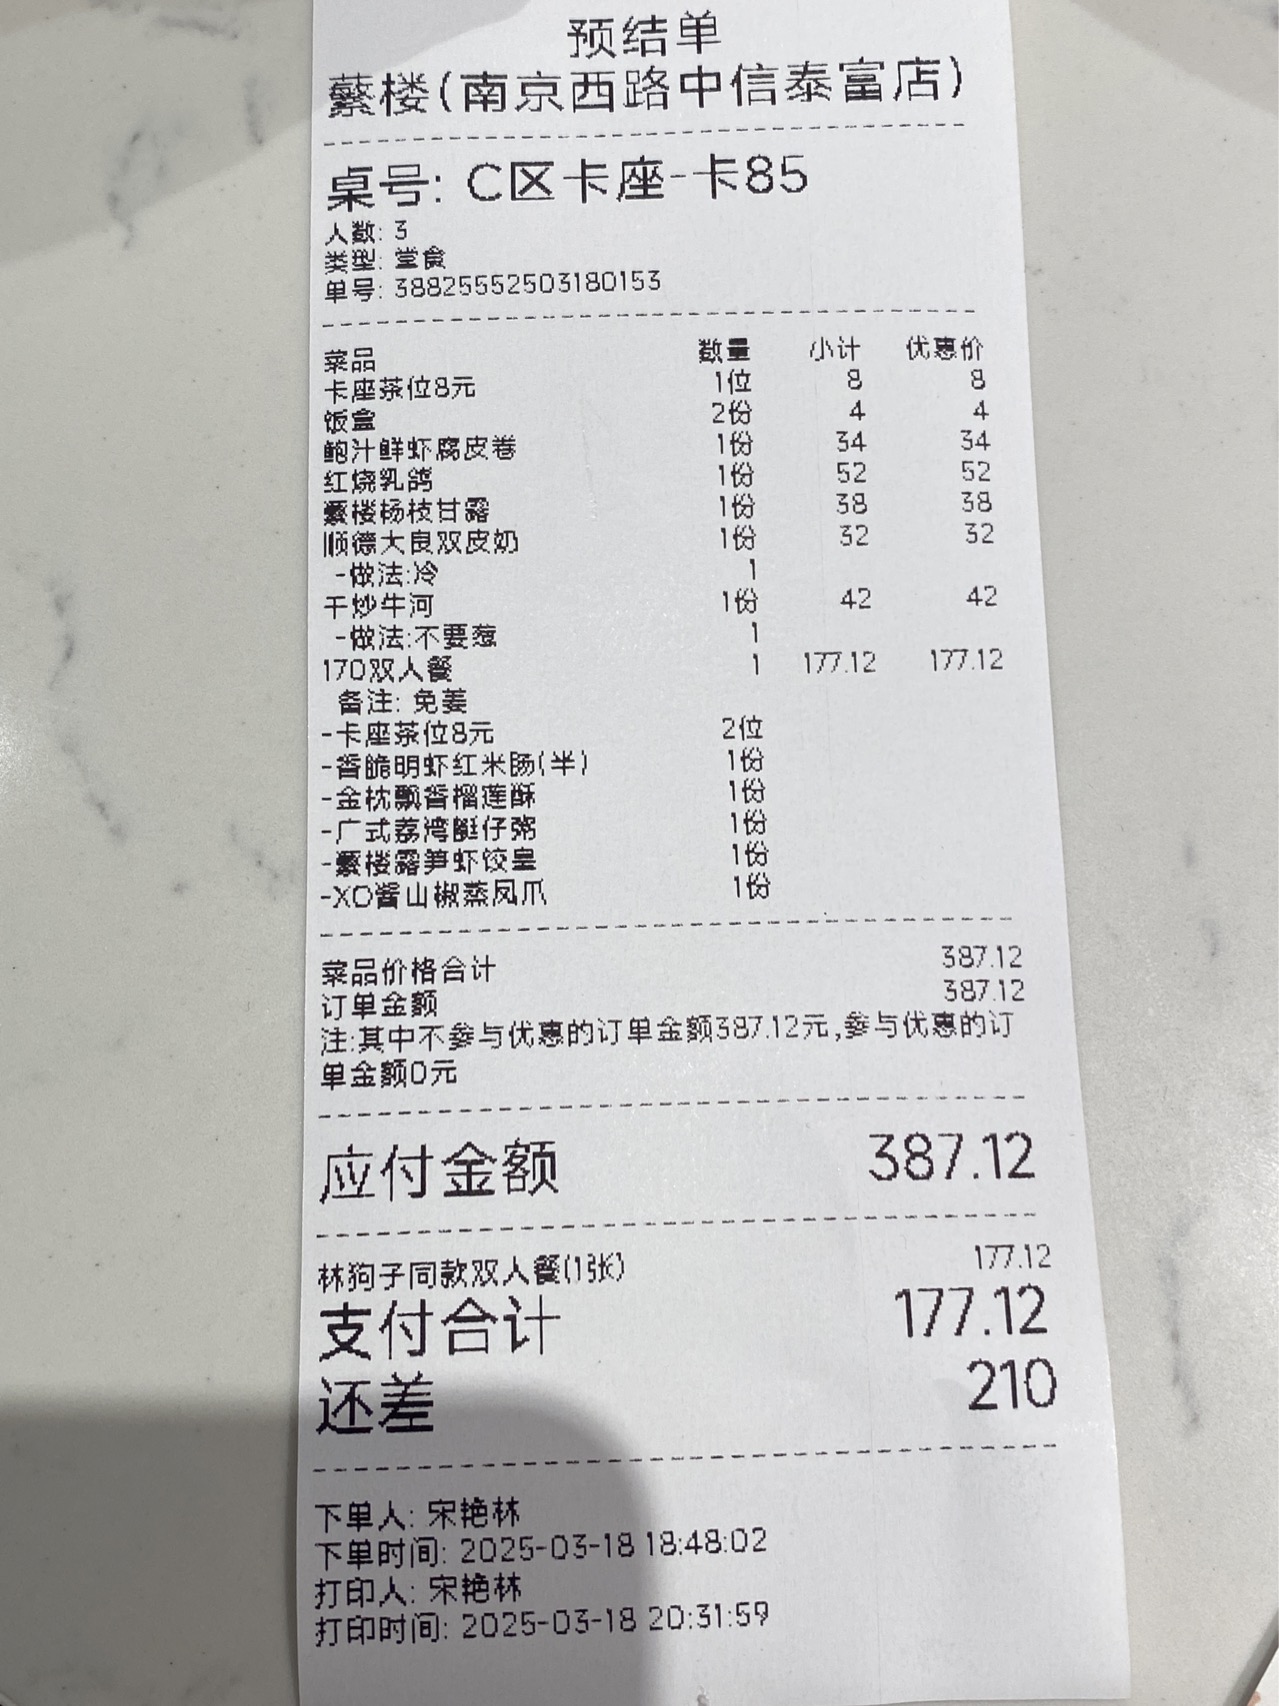 预结单
蘩楼(南京西路中信泰富店)
桌号: C区卡座-卡85
人数: 3
类型: 堂食
单号: 38825552503180153
菜品 数量 小计 优惠价
卡座茶位8元 1位 8 8
饭盒 2份 4 4
鲍汁鲜虾腐皮卷 1份 34 34
红烧乳鸽 1份 52 52
蘩楼杨枝甘露 1份 38 38
顺德大良双皮奶 1份 32 32
-做法:冷 1
干炒牛河 1份 42 42
-做法:不要葱 1
170双人餐 1 177.12 177.12
备注: 免姜
-卡座茶位8元 2位
-香脆明虾红米肠(半) 1份
-金枕飘香榴莲酥 1份
-广式荔湾艇仔粥 1份
-蘩楼露笋虾饺皇 1份
-XO酱山椒蒸凤爪 1份
菜品价格合计 387.12
订单金额 387.12
注:其中不参与优惠的订单金额387.12元,参与优惠的订
单金额0元
应付金额 387.12
林狗子同款双人餐(1张) 177.12
支付合计 177.12
还差 210
下单人: 宋艳林
下单时间: 2025-03-18 18:48:02
打印人: 宋艳林
打印时间: 2025-03-18 20:31:59